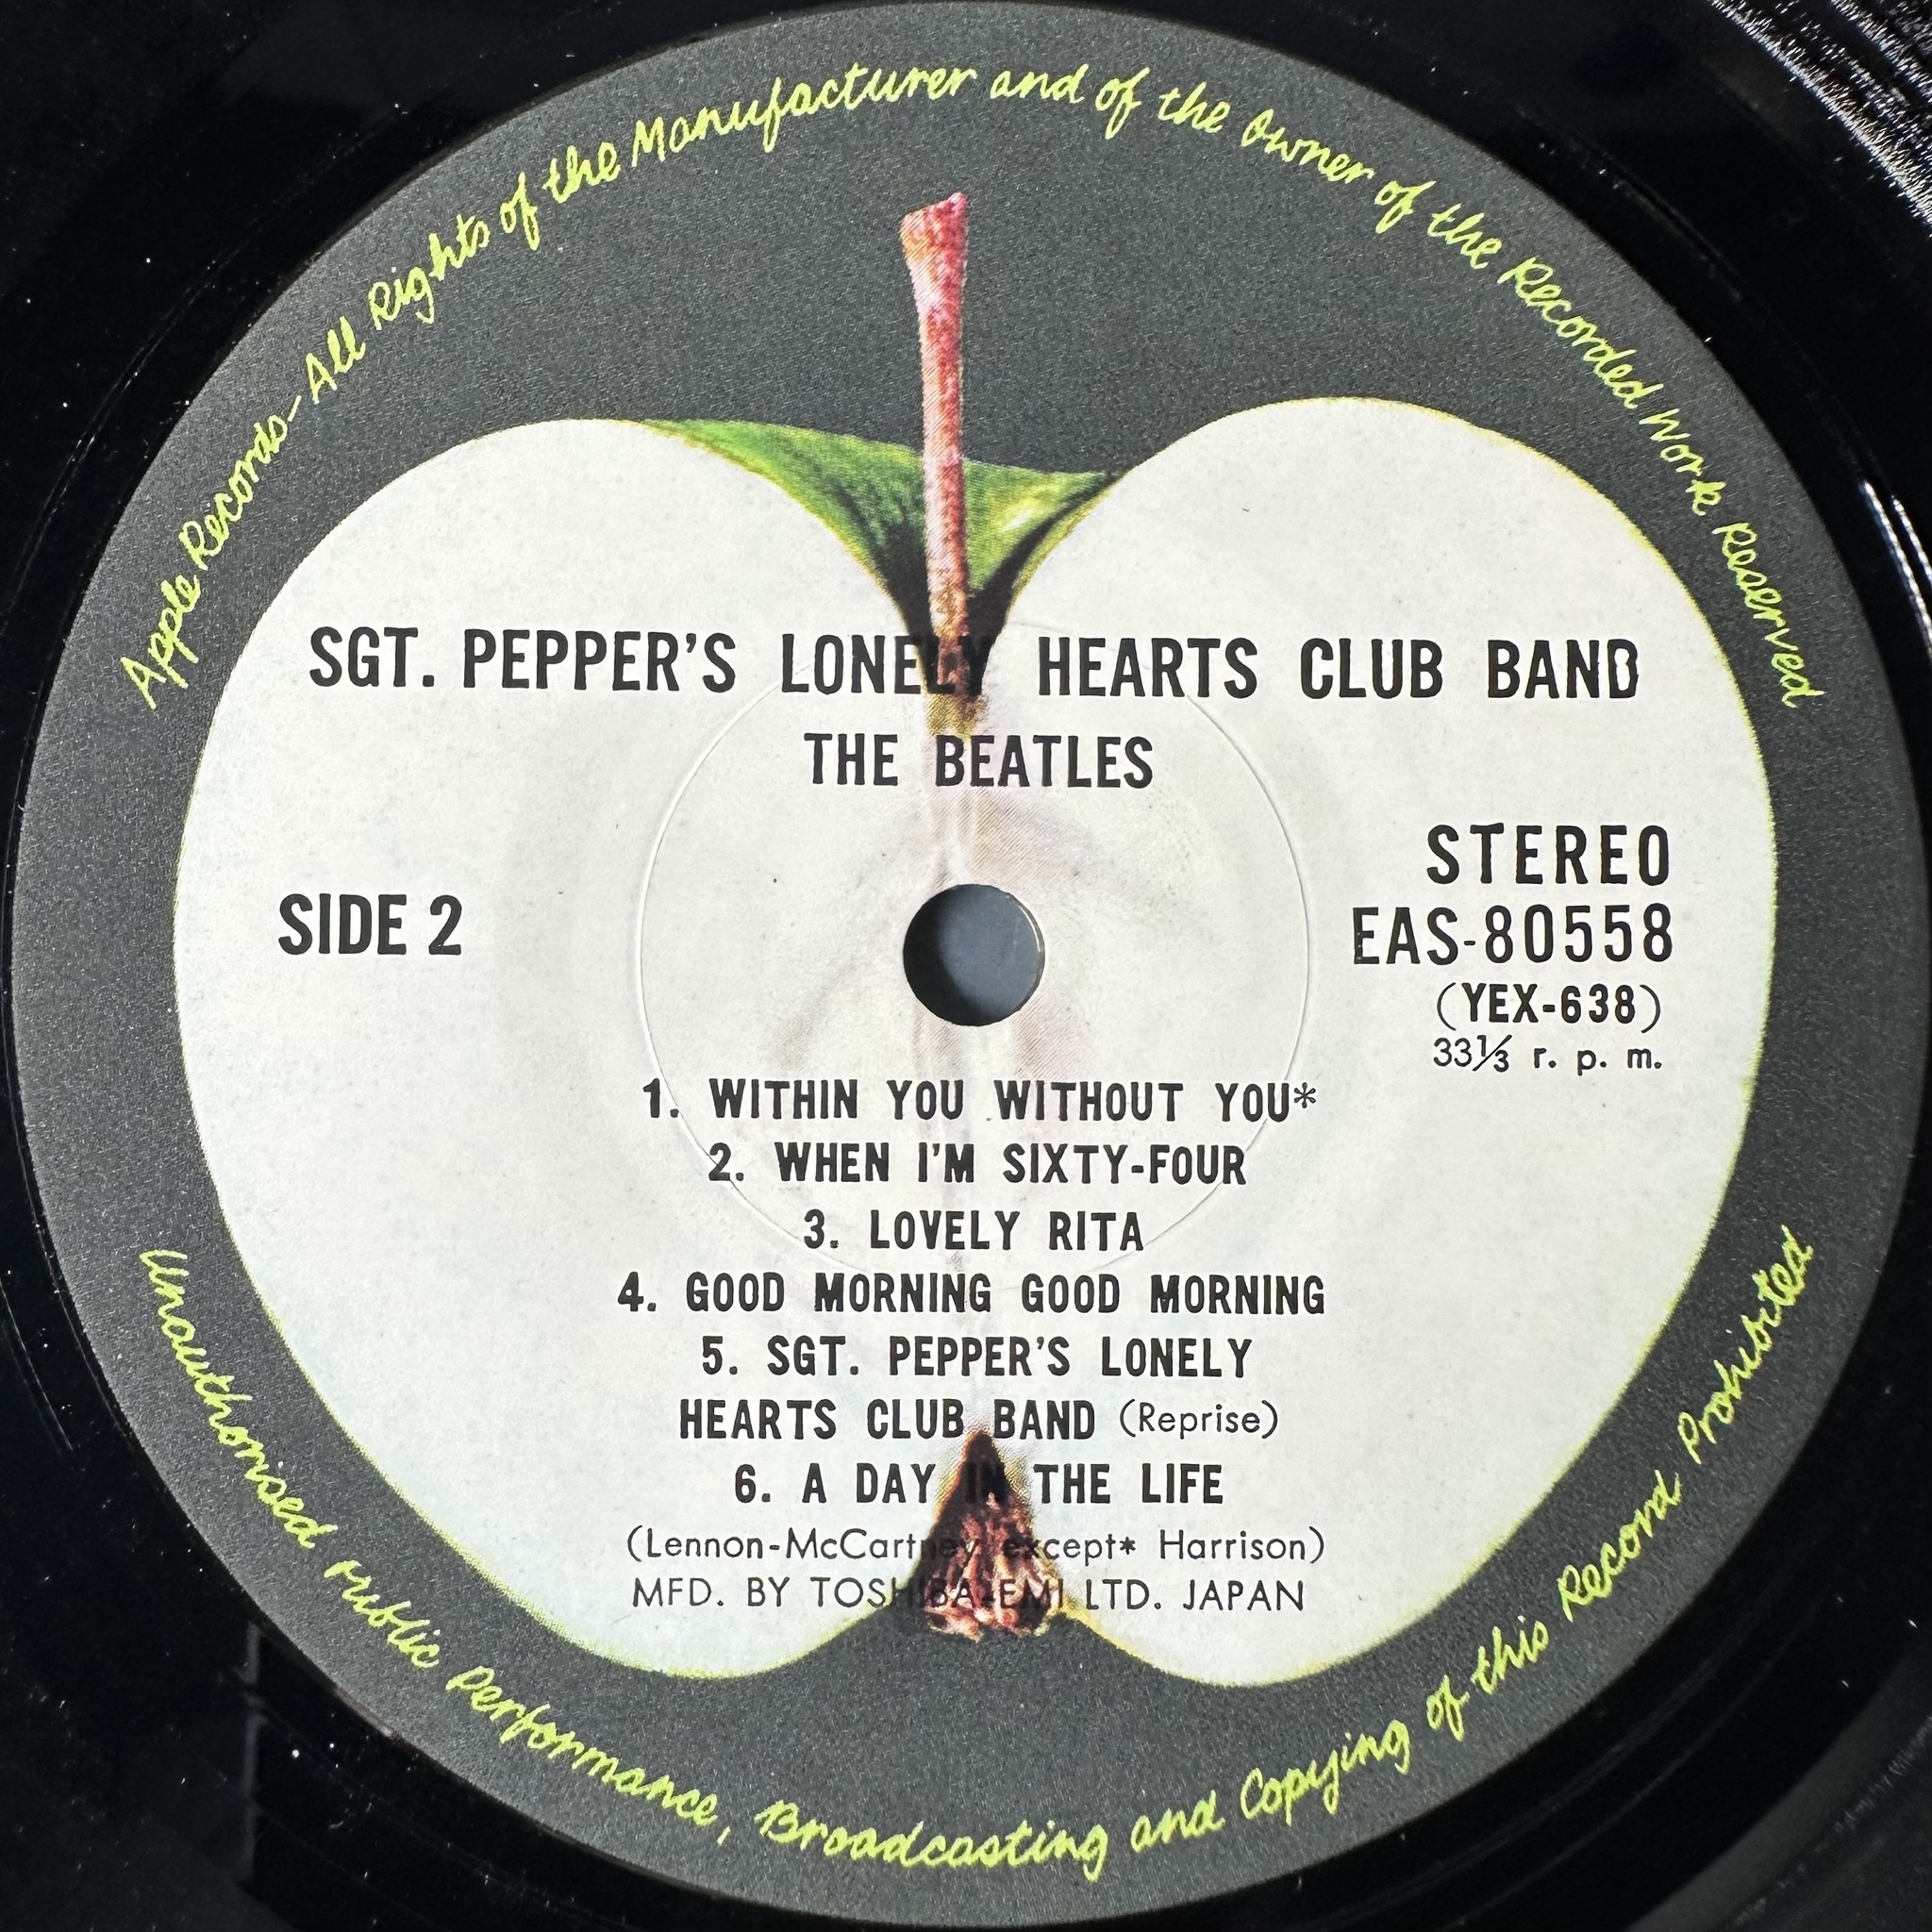 Apple Records – All Rights of the Manufacturer and of the Owner of the Recorded Work Reserved
SGT. PEPPER'S LONELY HEARTS CLUB BAND
THE BEATLES
SIDE 2
STEREO
EAS-80558
(YEX-638)
33⅓ r. p. m.
1. WITHIN YOU WITHOUT YOU*
2. WHEN I'M SIXTY-FOUR
3. LOVELY RITA
4. GOOD MORNING GOOD MORNING
5. SGT. PEPPER'S LONELY
HEARTS CLUB BAND (Reprise)
6. A DAY IN THE LIFE
(Lennon-McCartney except* Harrison)
MFD. BY TOSHIBA-EMI LTD. JAPAN
Unauthorised Public Performance, Broadcasting and Copying of this Record Prohibited